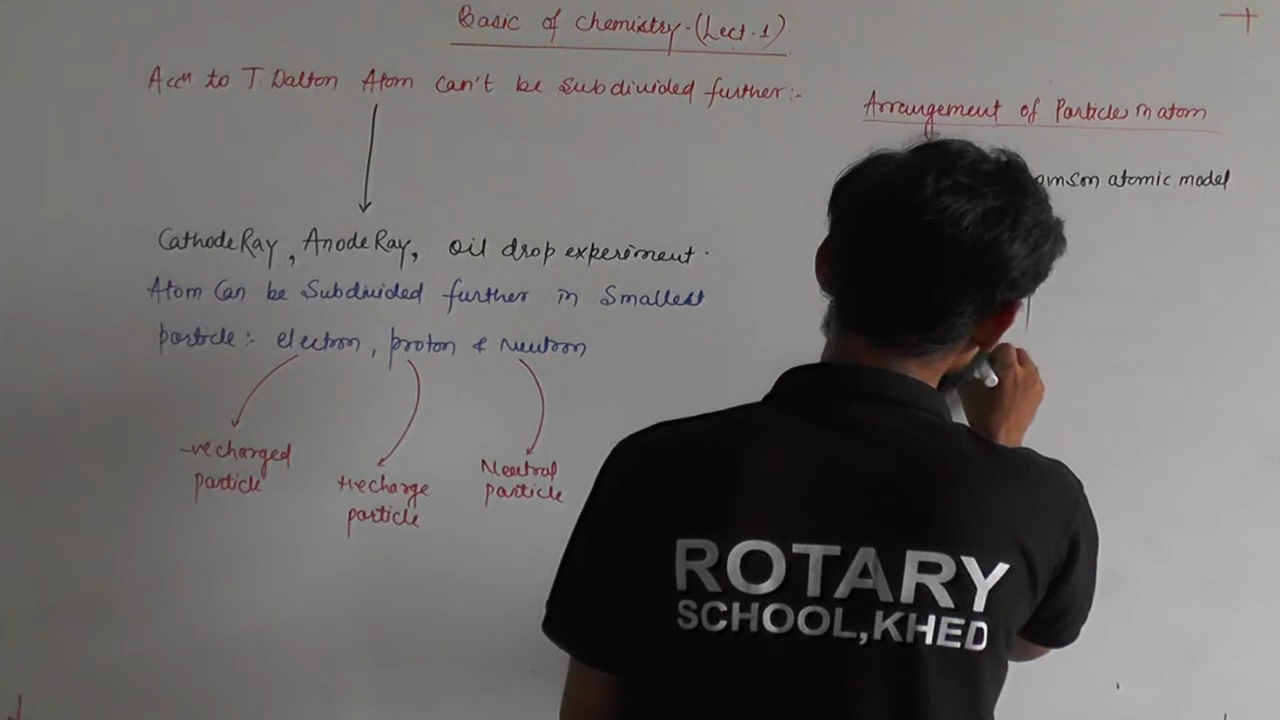 Basic of chemistry. (Lect. 1)
Accn to T. Dalton Atom can't be subdivided further:-
Arrangement of Particle in atom
omson atomic model
Cathode Ray, Anode Ray, oil drop experiment.
Atom Can be Subdivided further in Smallest
particle:- electron, proton & Neutron
-ve charged
particle
+ve charge
particle
Neutral
particle
ROTARY
SCHOOL,KHED